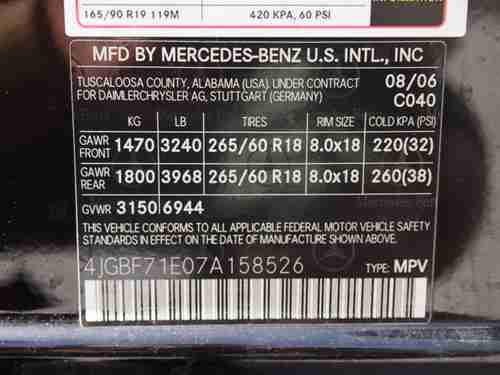 165/90 R19 119M 420 KPA, 60 PSI INFORMATION
MFD BY MERCEDES-BENZ U.S. INTL., INC
TUSCALOOSA COUNTY, ALABAMA (USA). UNDER CONTRACT 08/06
FOR DAIMLERCHRYSLER AG, STUTTGART (GERMANY) C040
KG LB TIRES RIM SIZE COLD KPA (PSI)
GAWR FRONT 1470 3240 265/60 R18 8.0x18 220(32)
GAWR REAR 1800 3968 265/60 R18 8.0x18 260(38)
GVWR 3150 6944
THIS VEHICLE CONFORMS TO ALL APPLICABLE FEDERAL MOTOR VEHICLE SAFETY
STANDARDS IN EFFECT ON THE DATE OF MANUFACTURE SHOWN ABOVE.
4JGBF71E07A158526 TYPE: MPV